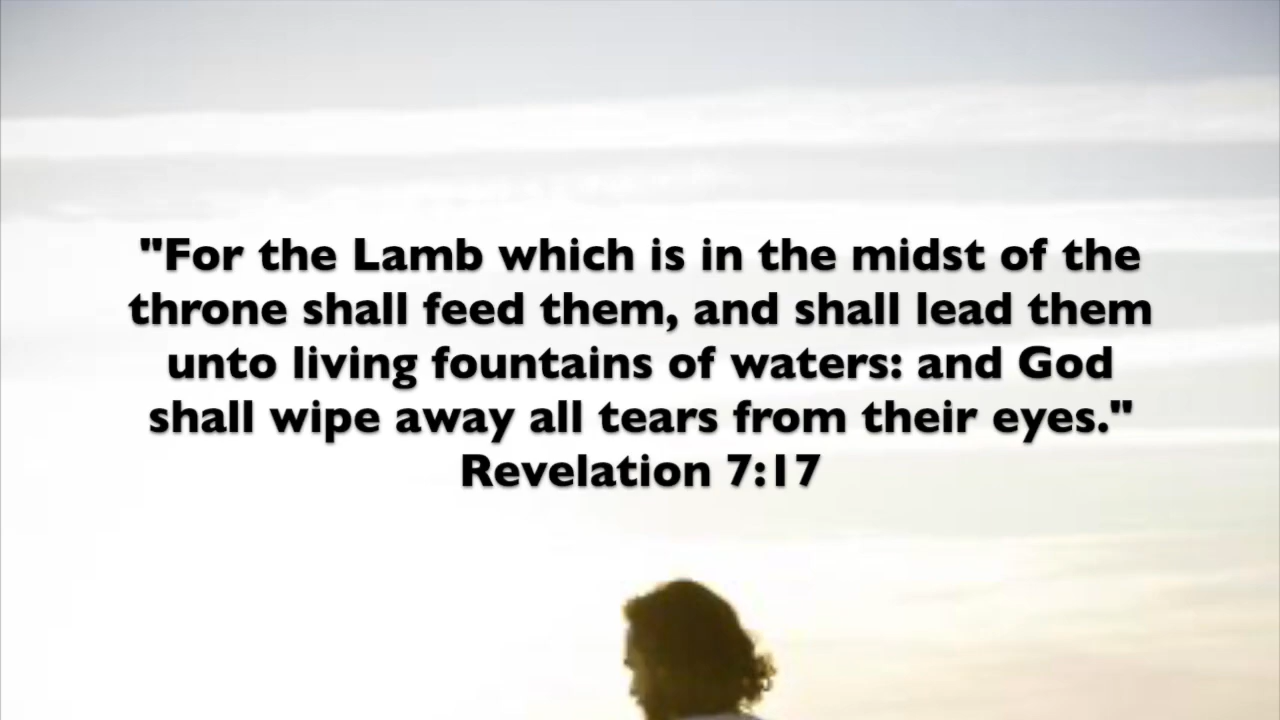 "For the Lamb which is in the midst of the
throne shall feed them, and shall lead them
unto living fountains of waters: and God
shall wipe away all tears from their eyes."
Revelation 7:17